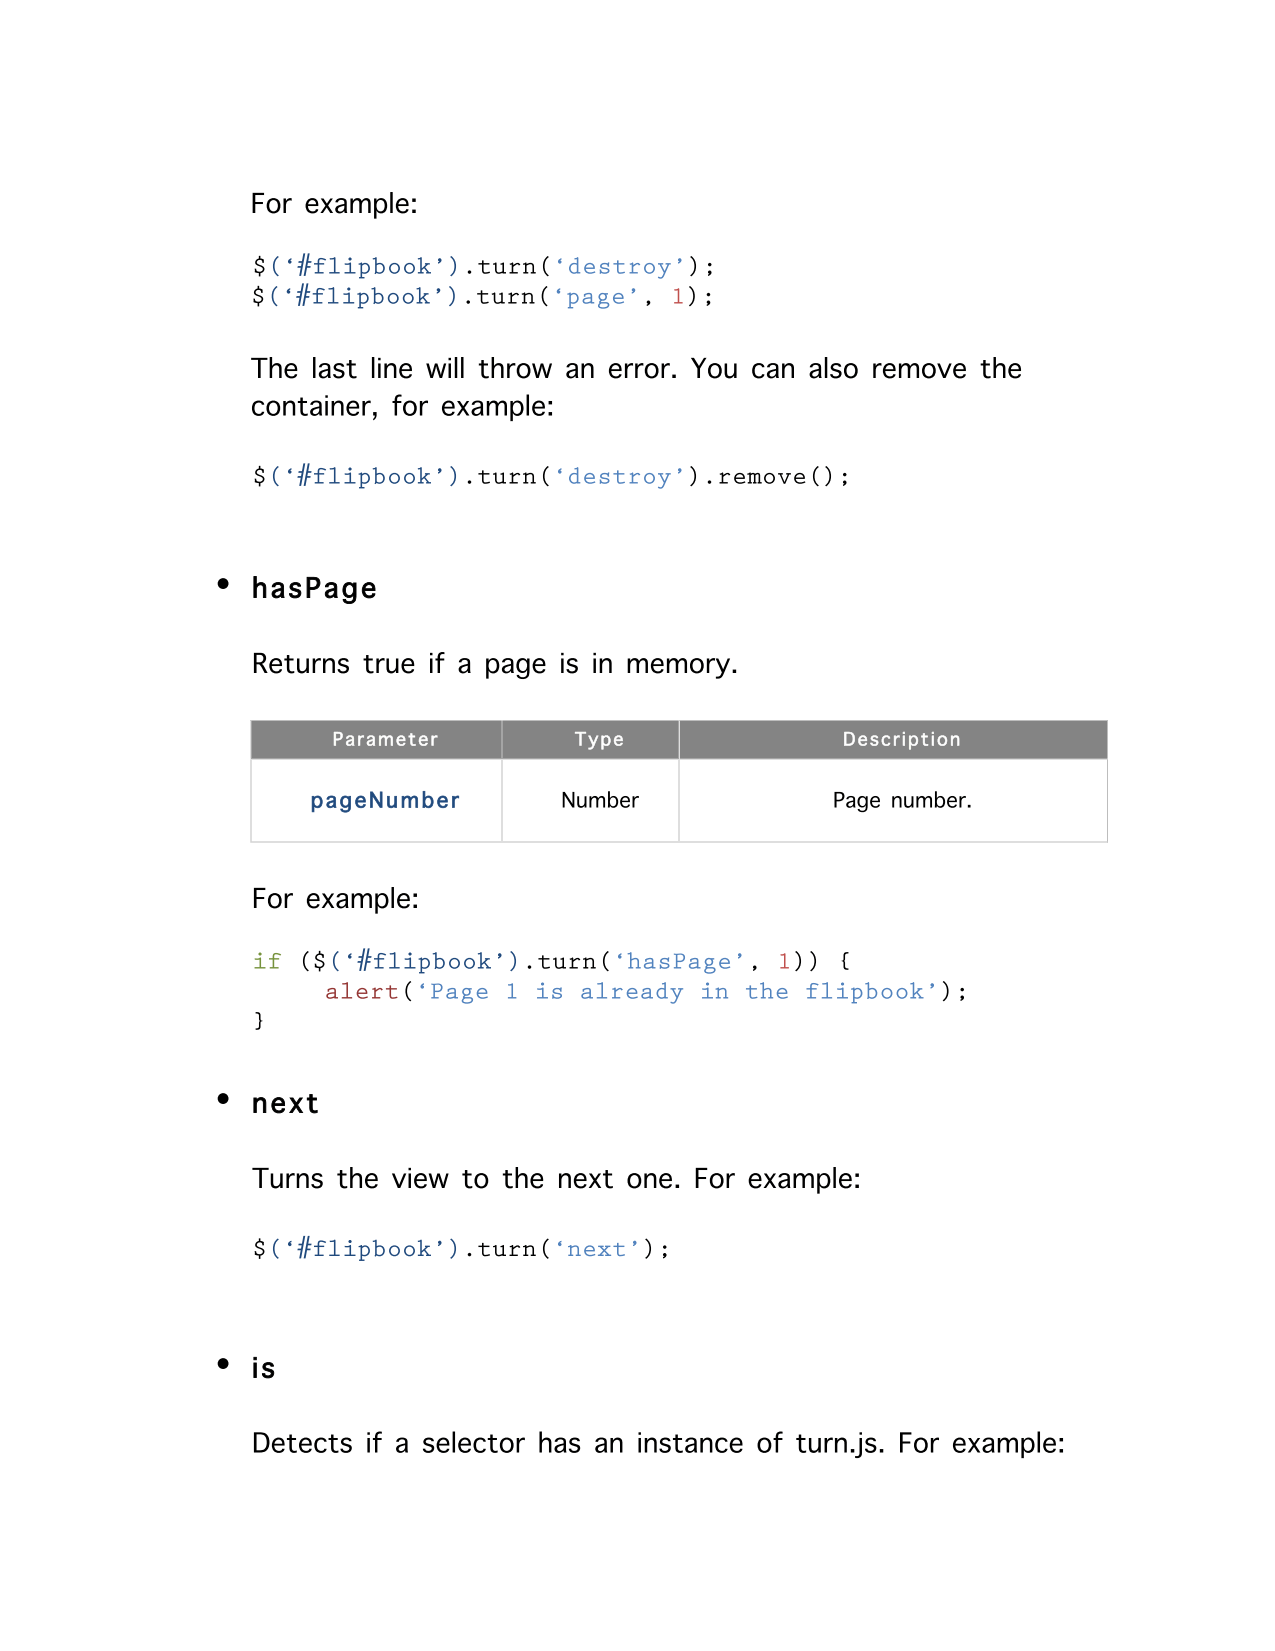 For example:
$(‘#flipbook’).turn(‘destroy’);
$(‘#flipbook’).turn(‘page’, 1);
The last line will throw an error. You can also remove the
container, for example:
$(‘#flipbook’).turn(‘destroy’).remove();
• hasPage
Returns true if a page is in memory.
Parameter Type Description
pageNumber Number Page number.
For example:
if ($(‘#flipbook’).turn(‘hasPage’, 1)) {
alert(‘Page 1 is already in the flipbook’);
}
• next
Turns the view to the next one. For example:
$(‘#flipbook’).turn(‘next’);
• is
Detects if a selector has an instance of turn.js. For example: